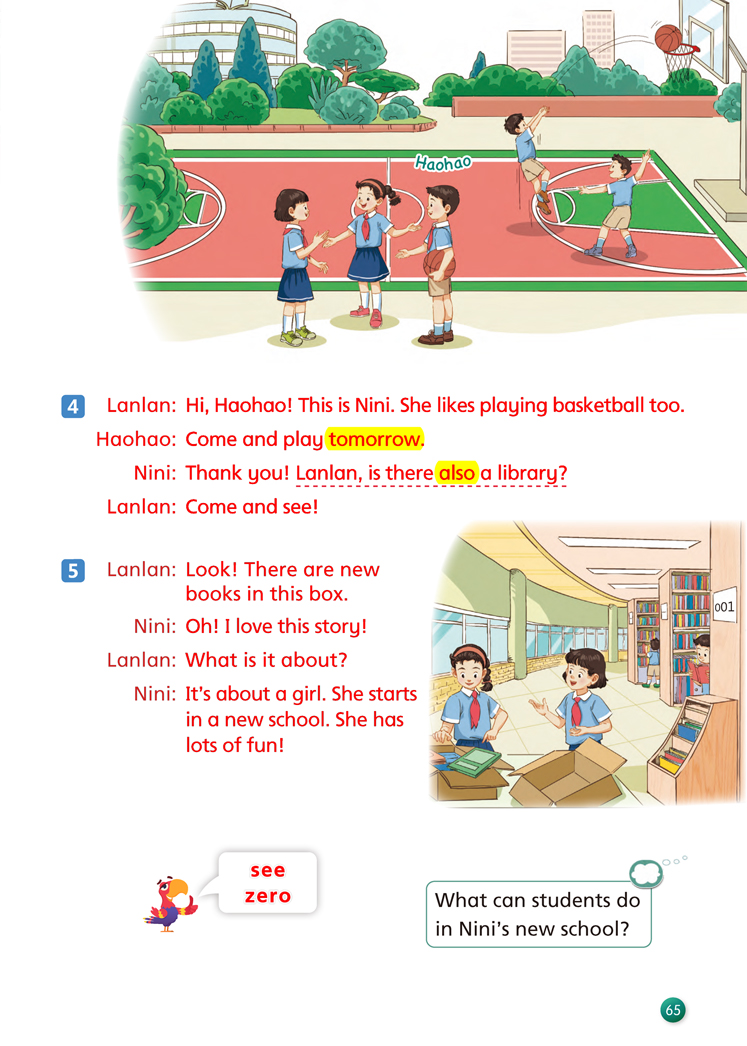 Haohao
4 Lanlan: Hi, Haohao! This is Nini. She likes playing basketball too.
Haohao: Come and play tomorrow.
Nini: Thank you! Lanlan, is there also a library?
Lanlan: Come and see!
5 Lanlan: Look! There are new
books in this box.
Nini: Oh! I love this story!
Lanlan: What is it about?
Nini: It's about a girl. She starts
in a new school. She has
lots of fun!
001
see
zero
What can students do
in Nini's new school?
65